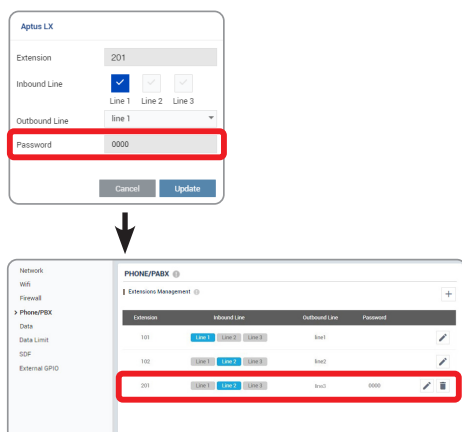 Aptus LX
Extension 201
Inbound Line
Line 1 Line 2 Line 3
Outbound Line line 1
Password 0000
Cancel Update
Network
Wifi
Firewall
> Phone/PBX
Data
Data Limit
SDF
External GPIO
PHONE/PABX
Extensions Management
+
Extension Inbound Line Outbound Line Password
101 Line 1 Line 2 Line 3 line1
102 Line 1 Line 2 Line 3 line2
201 Line 1 Line 2 Line 3 line2 0000